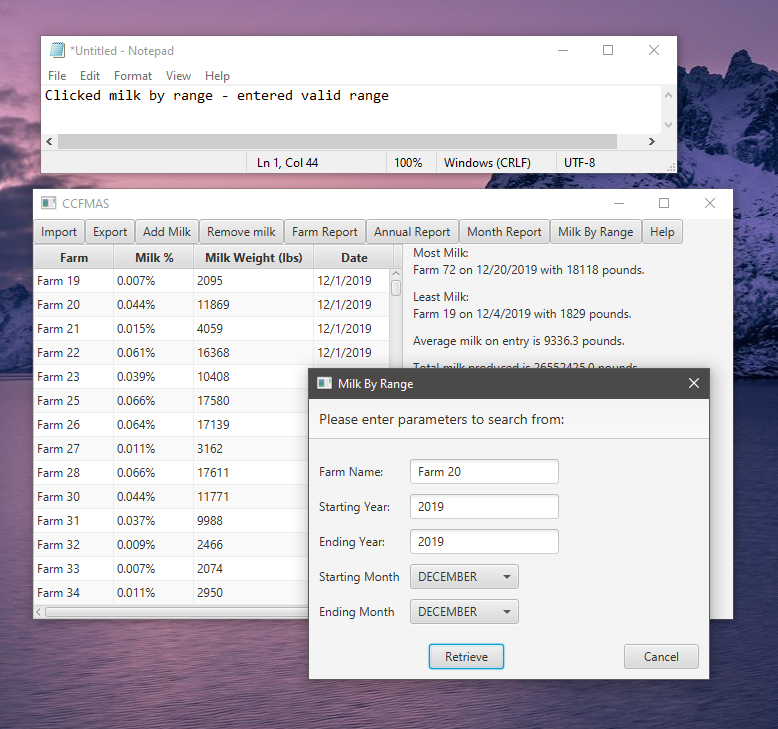 *Untitled - Notepad
File Edit Format View Help
Clicked milk by range - entered valid range
Ln 1, Col 44 100% Windows (CRLF) UTF-8
CCFMAS
Import Export Add Milk Remove milk Farm Report Annual Report Month Report Milk By Range Help
Farm Milk % Milk Weight (lbs) Date
Farm 19 0.007% 2095 12/1/2019
Farm 20 0.044% 11869 12/1/2019
Farm 21 0.015% 4059 12/1/2019
Farm 22 0.061% 16368 12/1/2019
Farm 23 0.039% 10408
Farm 25 0.066% 17580
Farm 26 0.064% 17139
Farm 27 0.011% 3162
Farm 28 0.066% 17611
Farm 30 0.044% 11771
Farm 31 0.037% 9988
Farm 32 0.009% 2466
Farm 33 0.007% 2074
Farm 34 0.011% 2950
Most Milk:
Farm 72 on 12/20/2019 with 18118 pounds.
Least Milk:
Farm 19 on 12/4/2019 with 1829 pounds.
Average milk on entry is 9336.3 pounds.
Total milk produced is 26552425.0 pounds.
Milk By Range
Please enter parameters to search from:
Farm Name: Farm 20
Starting Year: 2019
Ending Year: 2019
Starting Month DECEMBER
Ending Month DECEMBER
Retrieve Cancel